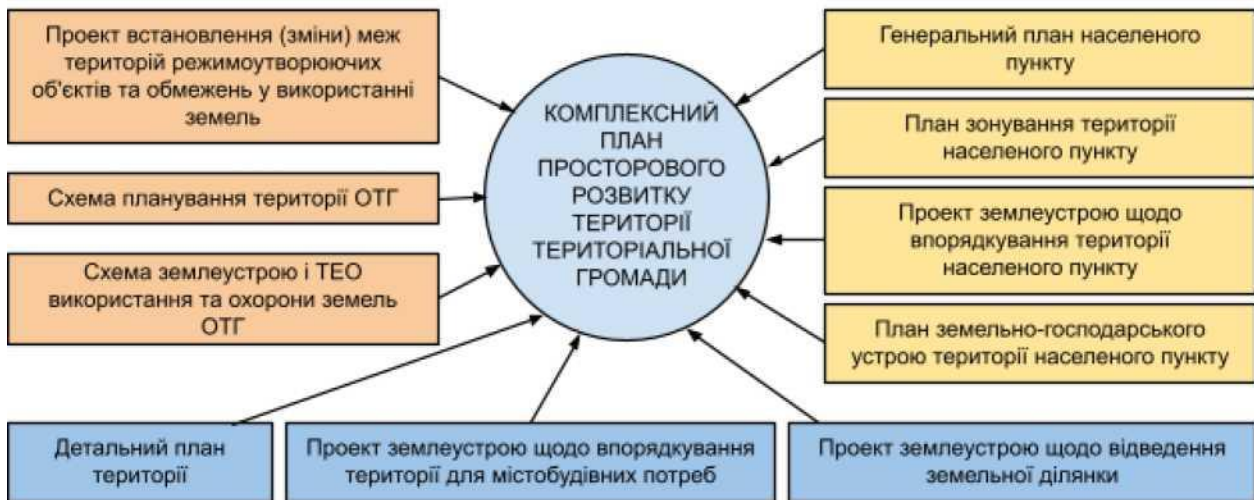 Проект встановлення (зміни) меж
територій режимоутворюючих
об'єктів та обмежень у використанні
земель
Схема планування території ОТГ
Схема землеустрою і ТЕО
використання та охорони земель
ОТГ
КОМПЛЕКСНИЙ
ПЛАН
ПРОСТОРОВОГО
РОЗВИТКУ
ТЕРИТОРІЇ
ТЕРИТОРІАЛЬНОЇ
ГРОМАДИ
Генеральний план населеного
пункту
План зонування території
населеного пункту
Проект землеустрою щодо
впорядкування території
населеного пункту
План земельно-господарського
устрою території населеного пункту
Детальний план
території
Проект землеустрою щодо впорядкування
території для містобудівних потреб
Проект землеустрою щодо відведення
земельної ділянки